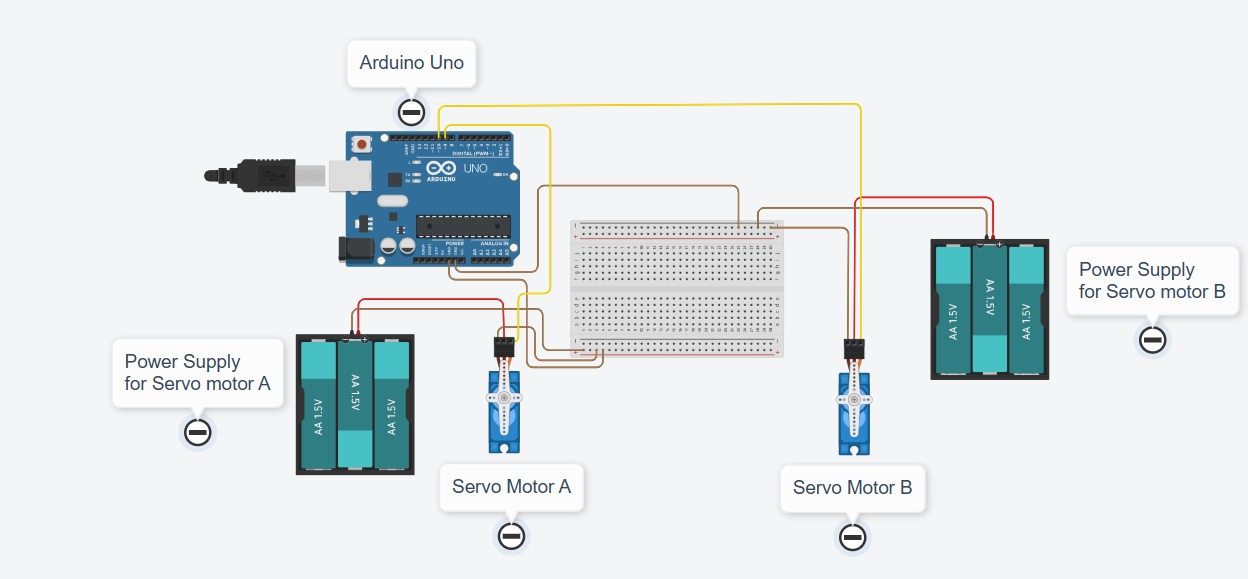 Arduino Uno
DIGITAL (PWM~)
UNO
ARDUINO
POWER
ANALOG IN
Power Supply
for Servo motor B
AA 1.5V
AA 1.5V
AA 1.5V
Power Supply
for Servo motor A
AA 1.5V
AA 1.5V
AA 1.5V
Servo Motor A
Servo Motor B